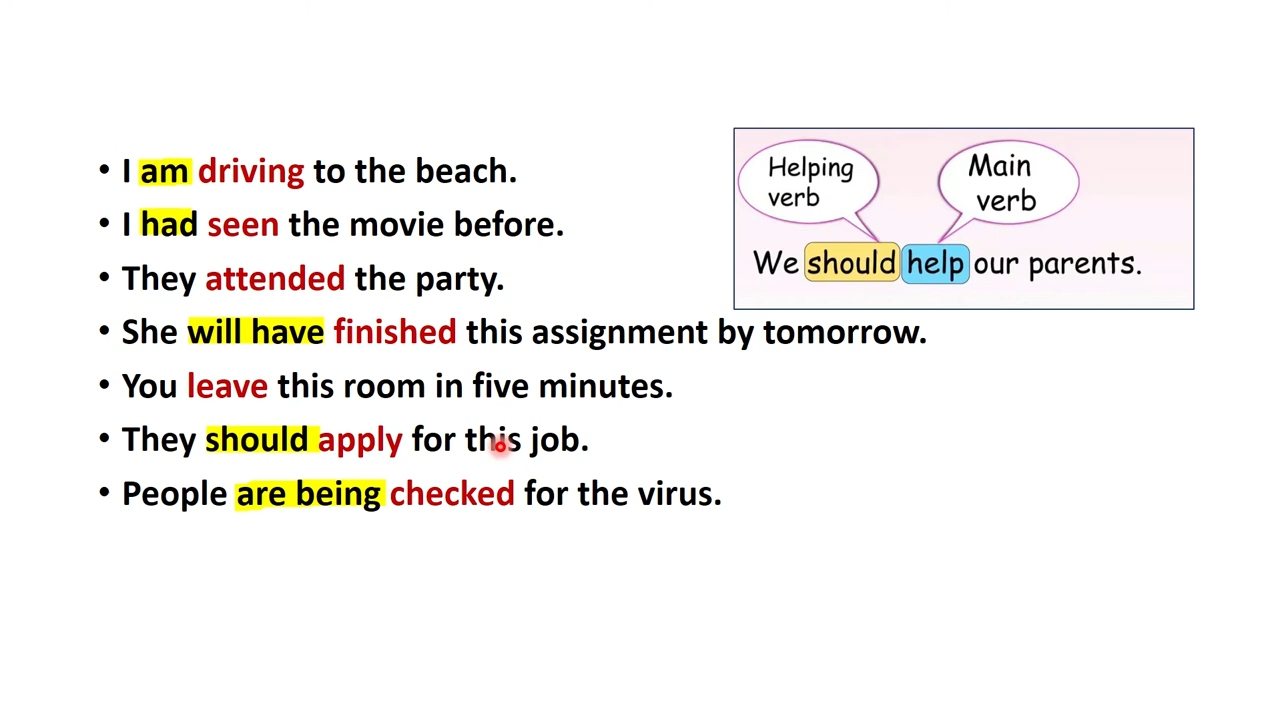 • I am driving to the beach.
• I had seen the movie before.
• They attended the party.
• She will have finished this assignment by tomorrow.
• You leave this room in five minutes.
• They should apply for this job.
• People are being checked for the virus.
Helping
verb
Main
verb
We should help our parents.